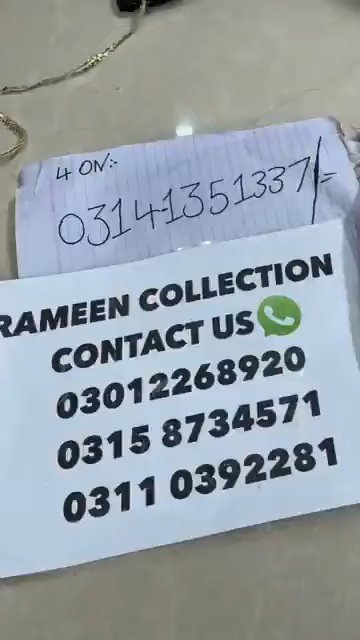 4 ON:-
03141351337/=
RAMEEN COLLECTION
CONTACT US
03012268920
0315 8734571
0311 0392281